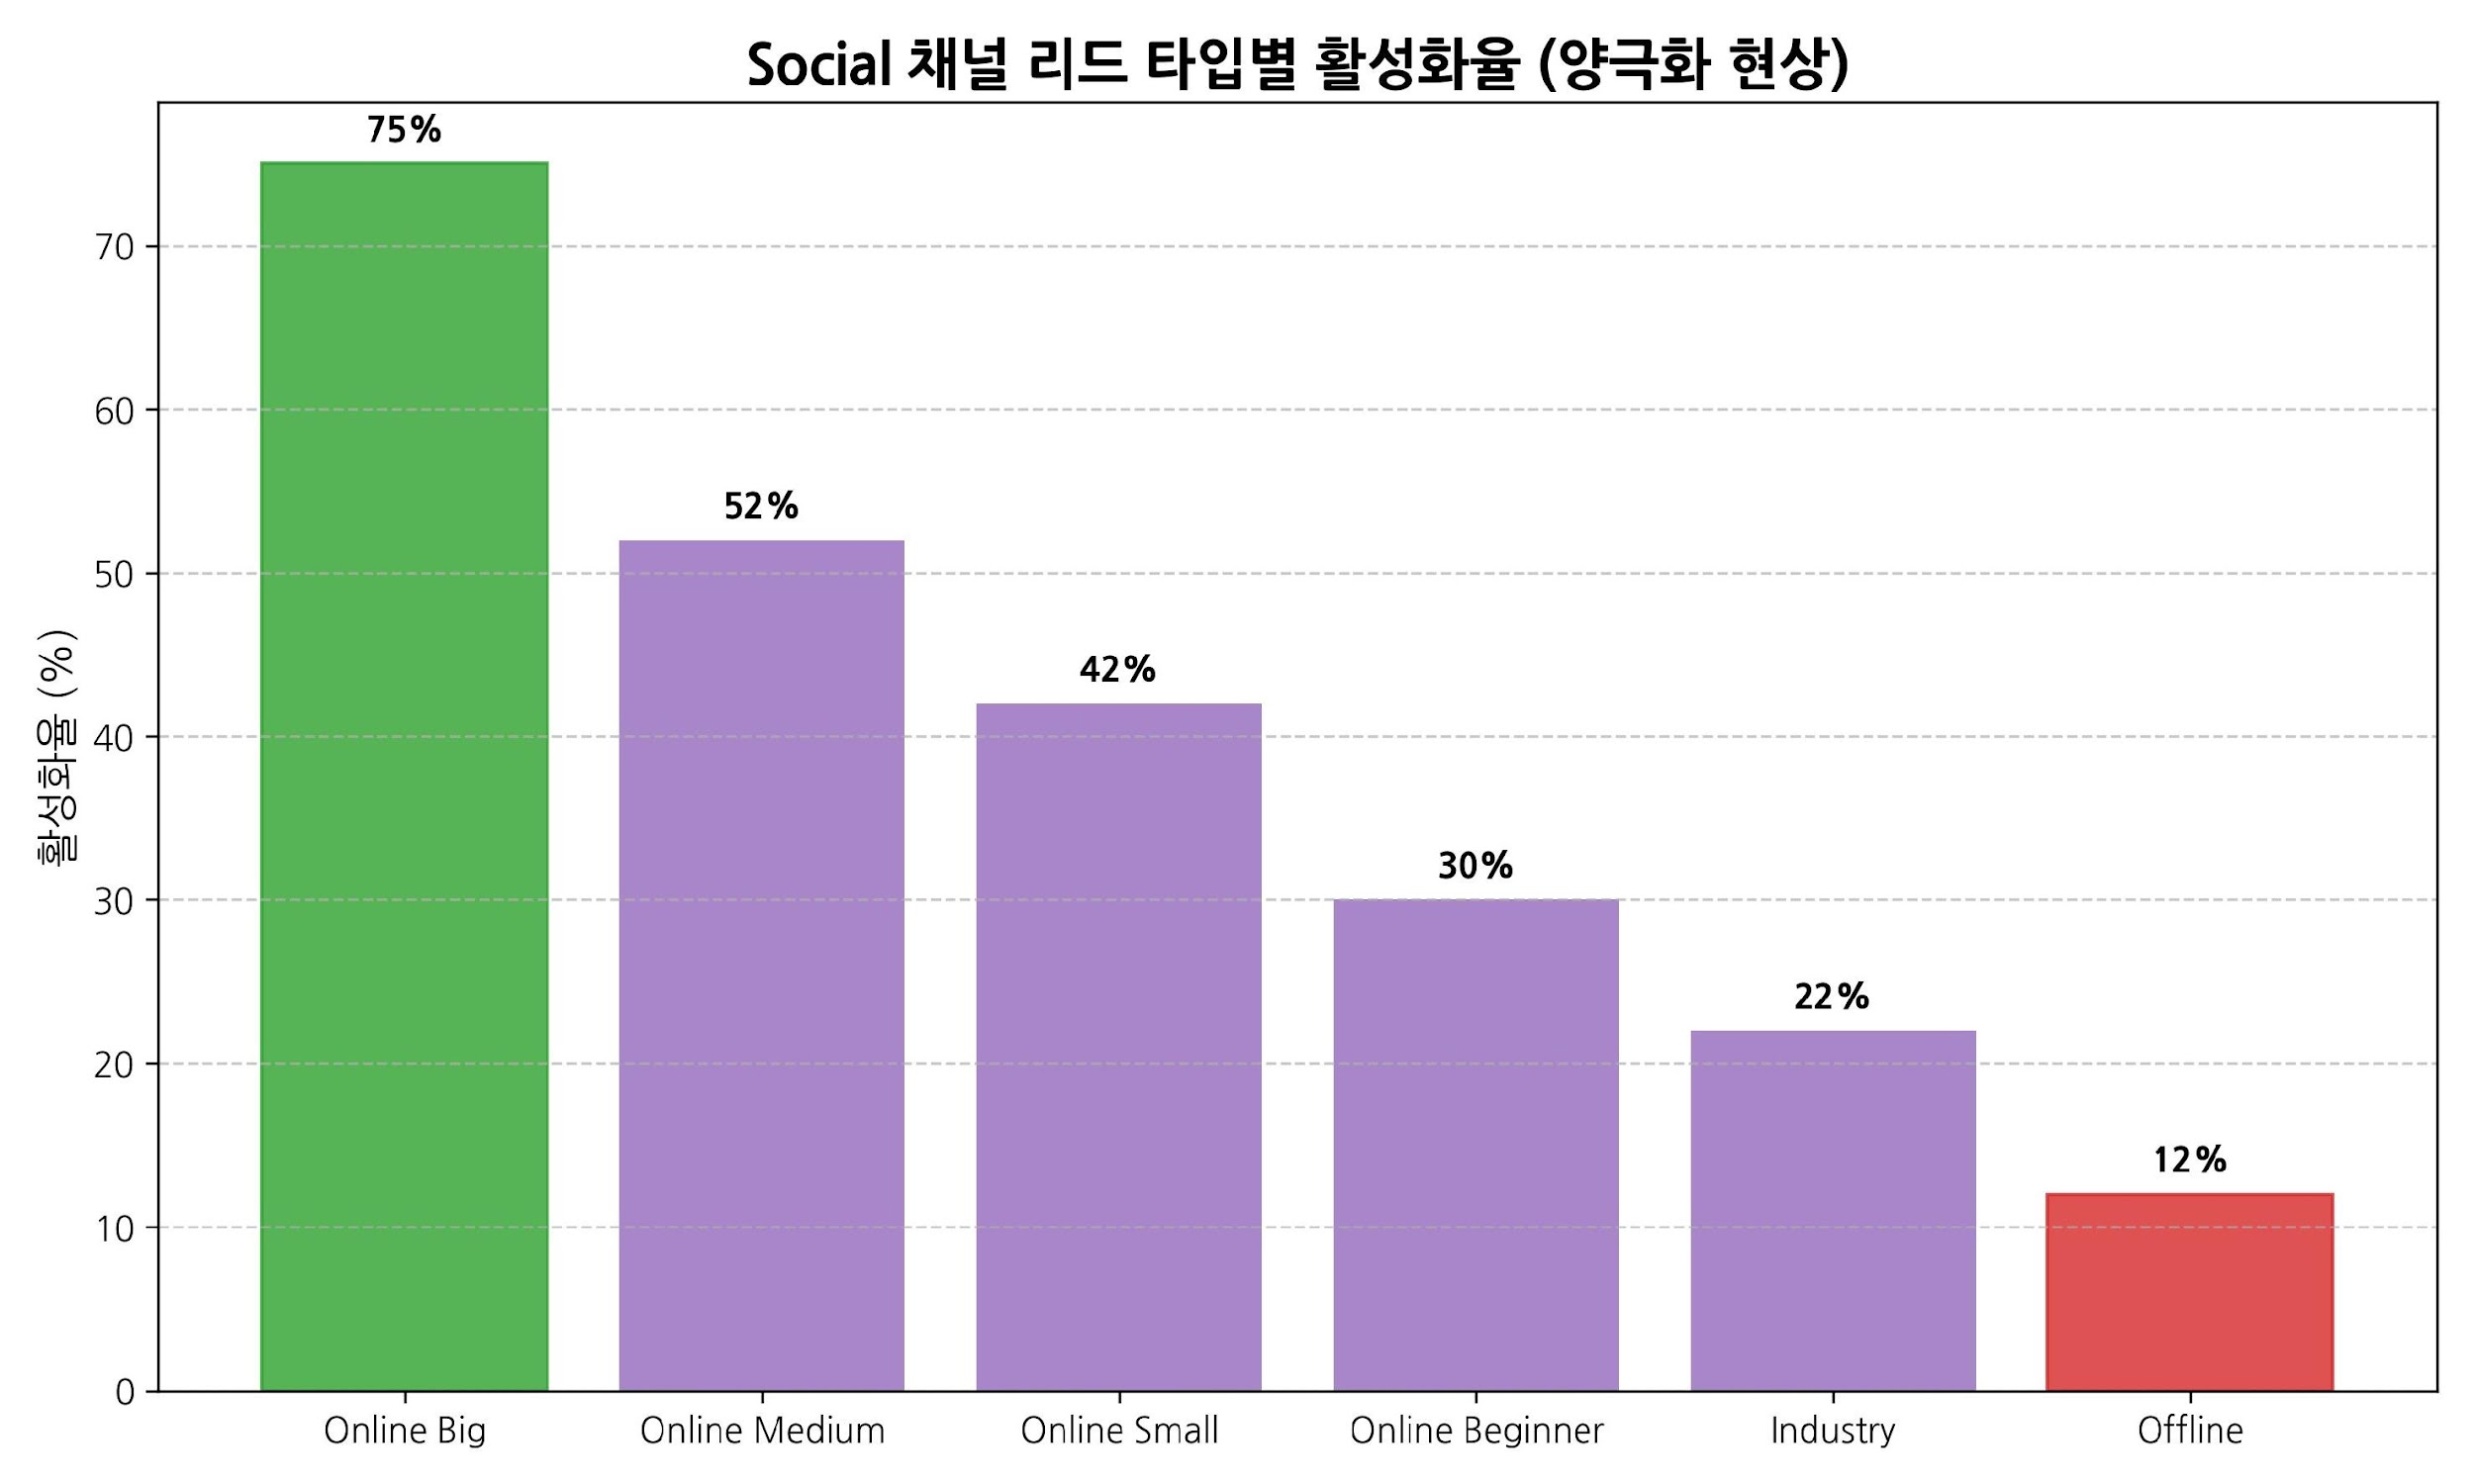 Social 채널 리드 타입별 활성화율 (양극화 현상)
75%
70
60
52%
50
42%
활성화율 (%)
40
30%
30
22%
20
12%
10
0
Online Big
Online Medium
Online Small
Online Beginner
Industry
Offline